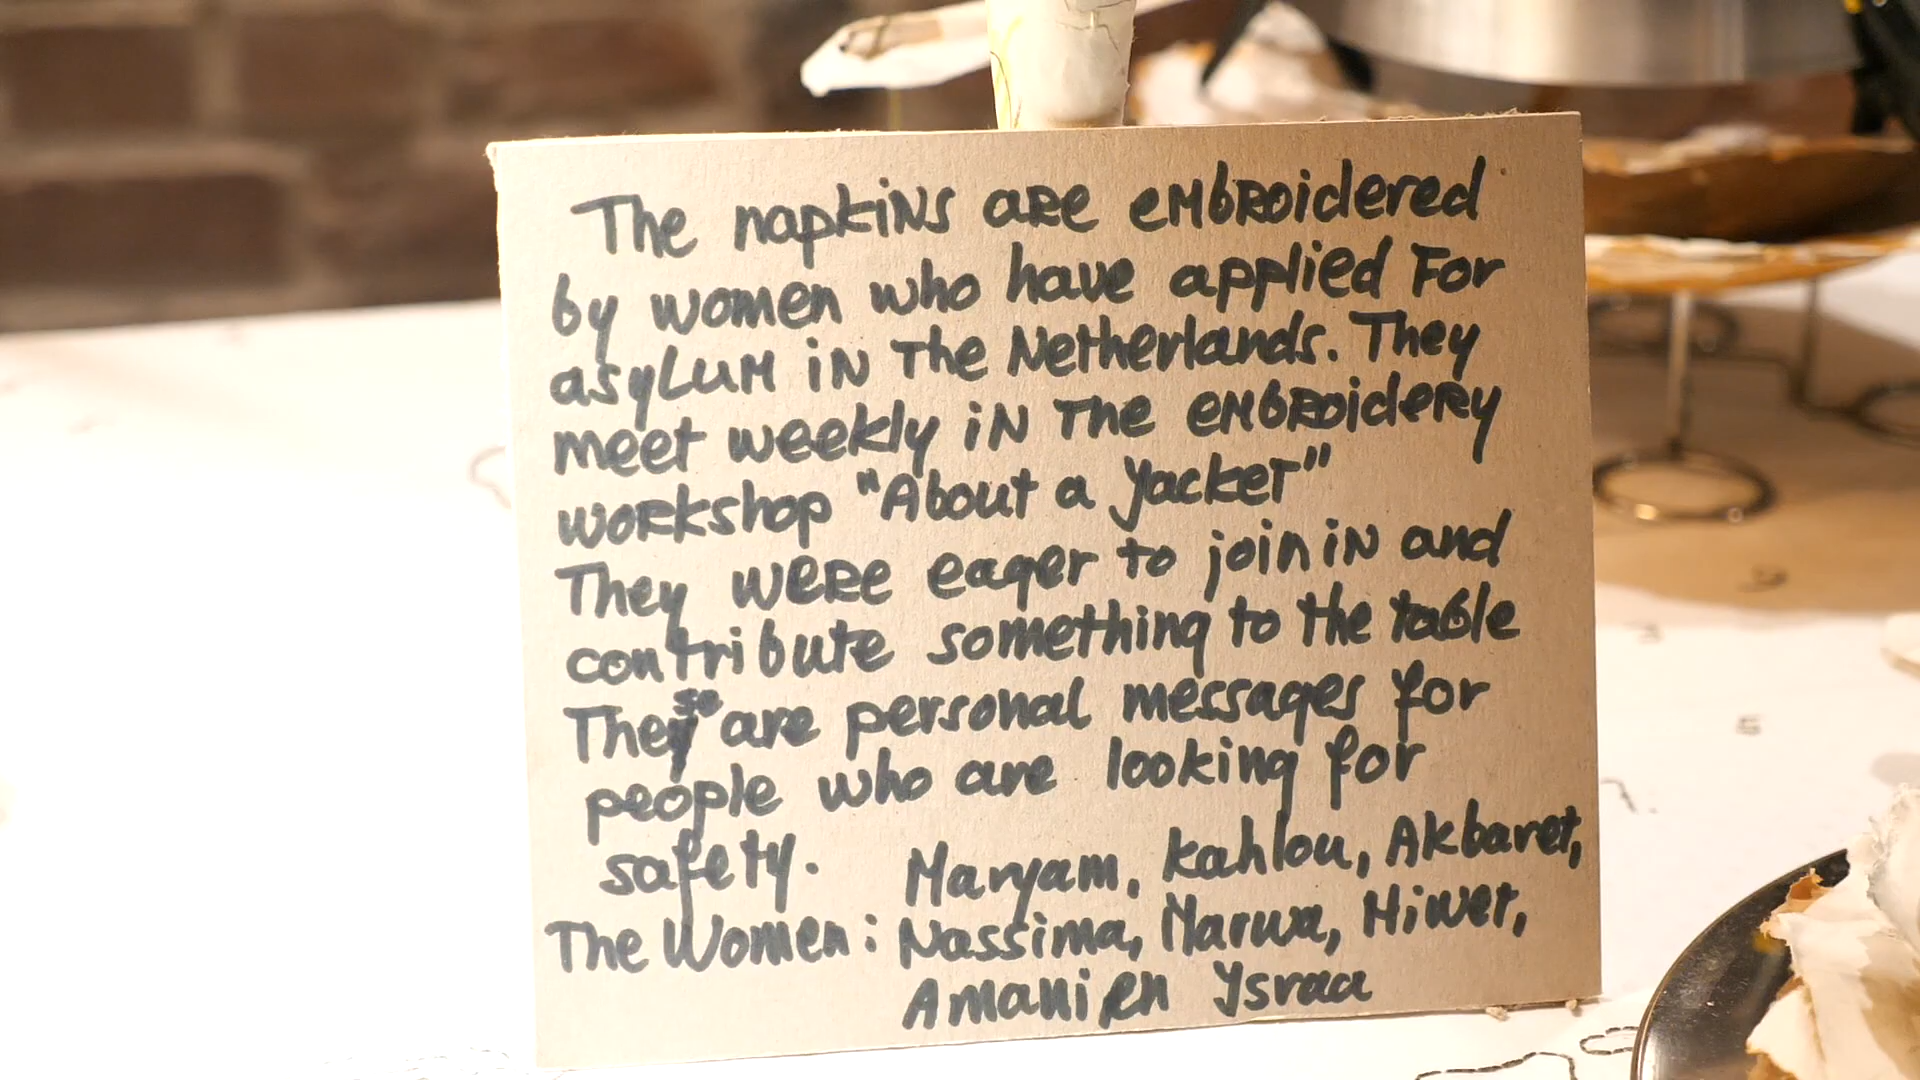 The napkins are embroidered
by women who have applied For
asylum in The Netherlands. They
meet weekly in The embroidery
workshop "About a Jacket"
They were eager to join in and
contribute something to the table
These are personal messages for
people who are looking for
safety. Maryam, Kahlou, Akbaret,
The Women: Nassima, Marwa, Hiwet,
Amani en Ysraa